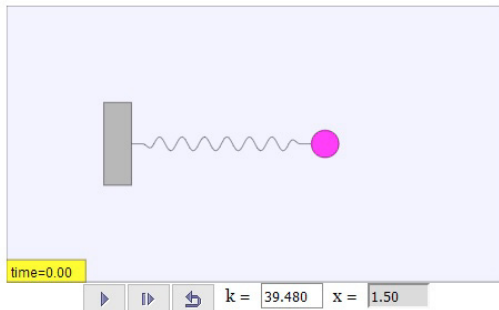 time=0.00
k = 39.480 x = 1.50